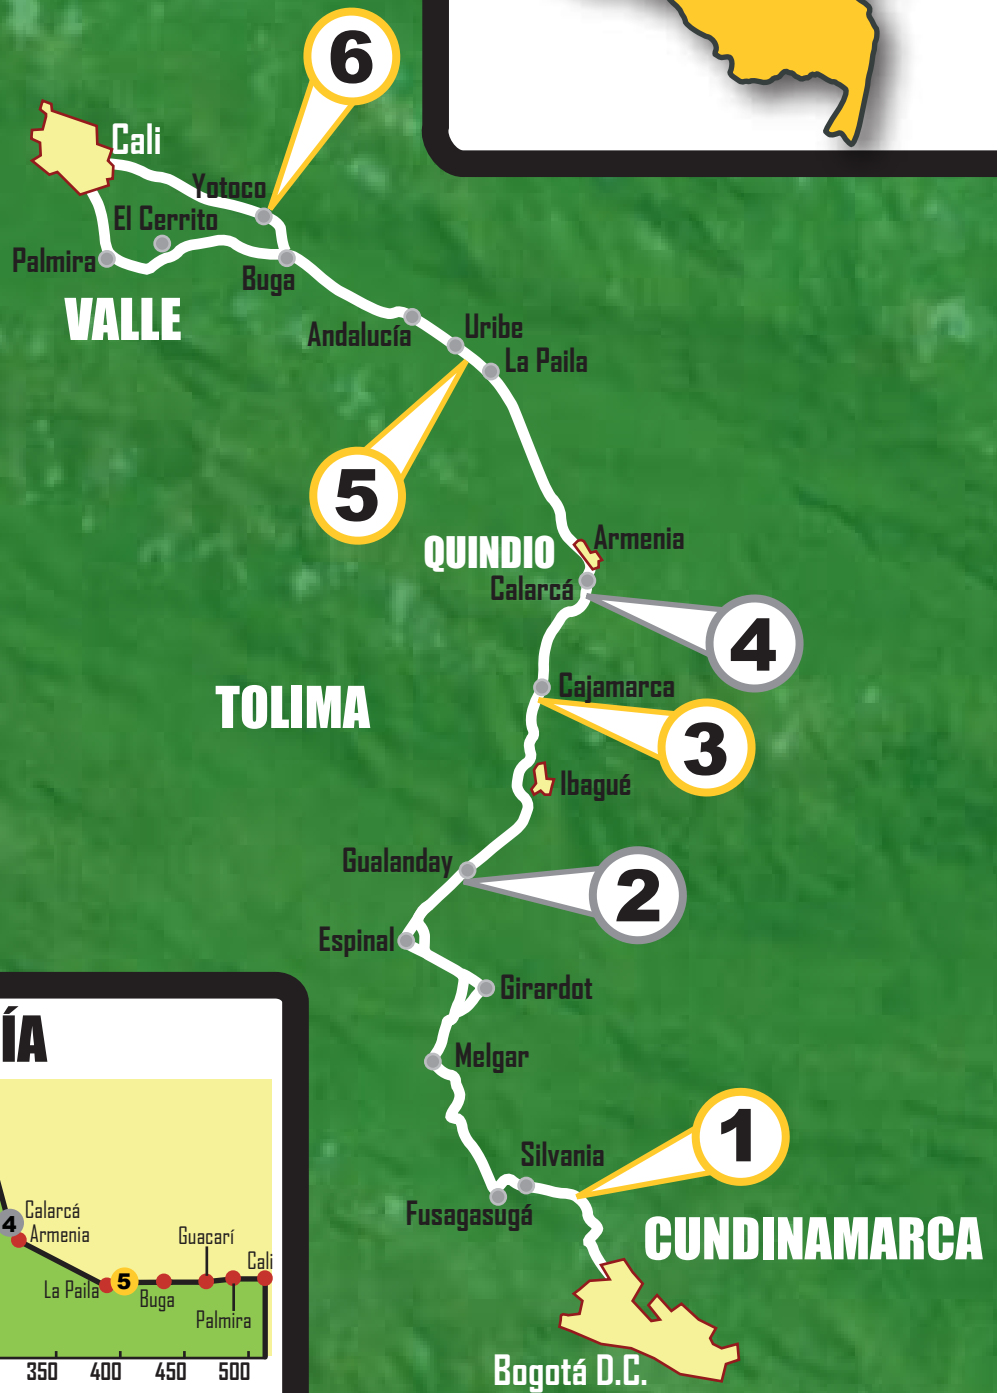 6
Cali
Yotoco
El Cerrito
Palmira
Buga
VALLE
Andalucía
Uribe
La Paila
5
QUINDIO
Armenia
Calarcá
4
TOLIMA
Cajamarca
3
Ibagué
Gualanday
2
Espinal
Girardot
Melgar
1
Silvania
Fusagasugá
CUNDINAMARCA
Bogotá D.C.
ÍA
4
Calarcá
Armenia
Guacarí
Cali
La Paila
5
Buga
Palmira
350 400 450 500